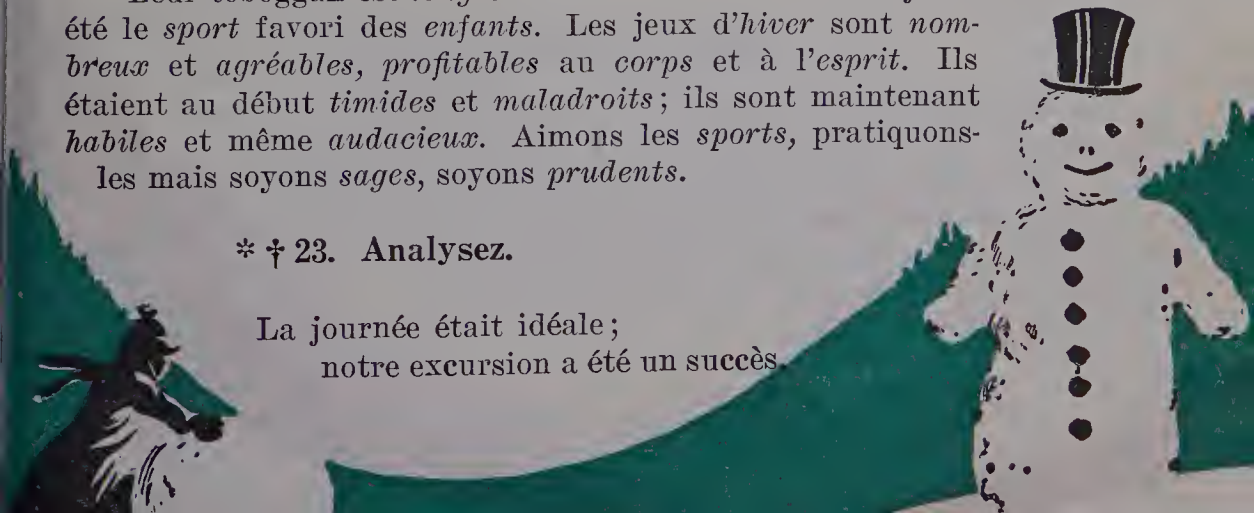 été le sport favori des enfants. Les jeux d'hiver sont nom-
breux et agréables, profitables au corps et à l'esprit. Ils
étaient au début timides et maladroits; ils sont maintenant
habiles et même audacieux. Aimons les sports, pratiquons-
les mais soyons sages, soyons prudents.
* † 23. Analysez.
La journée était idéale;
notre excursion a été un succès.